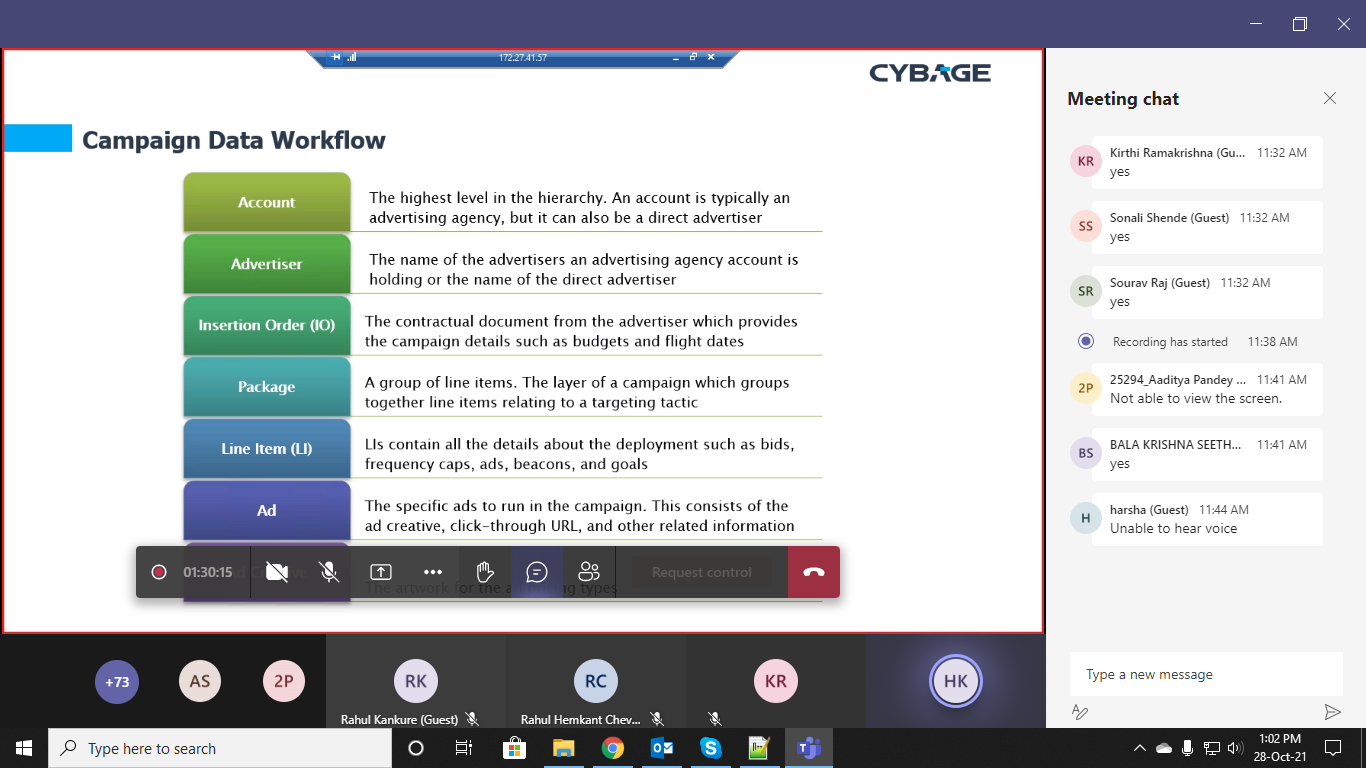 172.27.41.57
CYBAGE
Campaign Data Workflow
Account
The highest level in the hierarchy. An account is typically an
advertising agency, but it can also be a direct advertiser
Advertiser
The name of the advertisers an advertising agency account is
holding or the name of the direct advertiser
Insertion Order (IO)
The contractual document from the advertiser which provides
the campaign details such as budgets and flight dates
Package
A group of line items. The layer of a campaign which groups
together line items relating to a targeting tactic
Line Item (LI)
LIs contain all the details about the deployment such as bids,
frequency caps, ads, beacons, and goals
Ad
The specific ads to run in the campaign. This consists of the
ad creative, click-through URL, and other related information
The artwork for the
types
01:30:15
Request control
+73
AS
2P
RK
Rahul Kankure (Guest)
RC
Rahul Hemkant Chev...
KR
HK
Meeting chat
KR
Kirthi Ramakrishna (Gu... 11:32 AM
yes
SS
Sonali Shende (Guest) 11:32 AM
yes
SR
Sourav Raj (Guest) 11:32 AM
yes
Recording has started 11:38 AM
2P
25294_Aaditya Pandey ... 11:41 AM
Not able to view the screen.
BS
BALA KRISHNA SEETH... 11:41 AM
yes
H
harsha (Guest) 11:44 AM
Unable to hear voice
Type a new message
Type here to search
1:02 PM
28-Oct-21